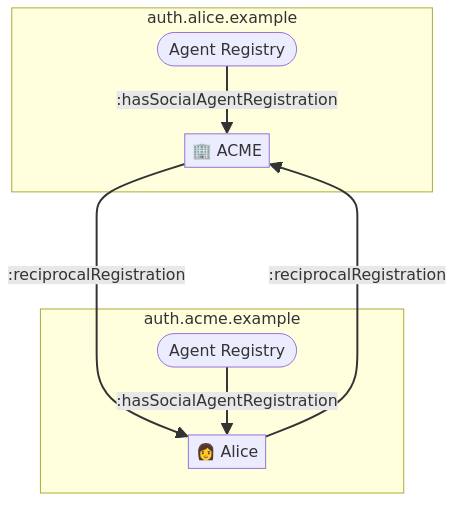 auth.alice.example
Agent Registry
:hasSocialAgentRegistration
🏢 ACME
:reciprocalRegistration
:reciprocalRegistration
auth.acme.example
Agent Registry
:hasSocialAgentRegistration
👩 Alice